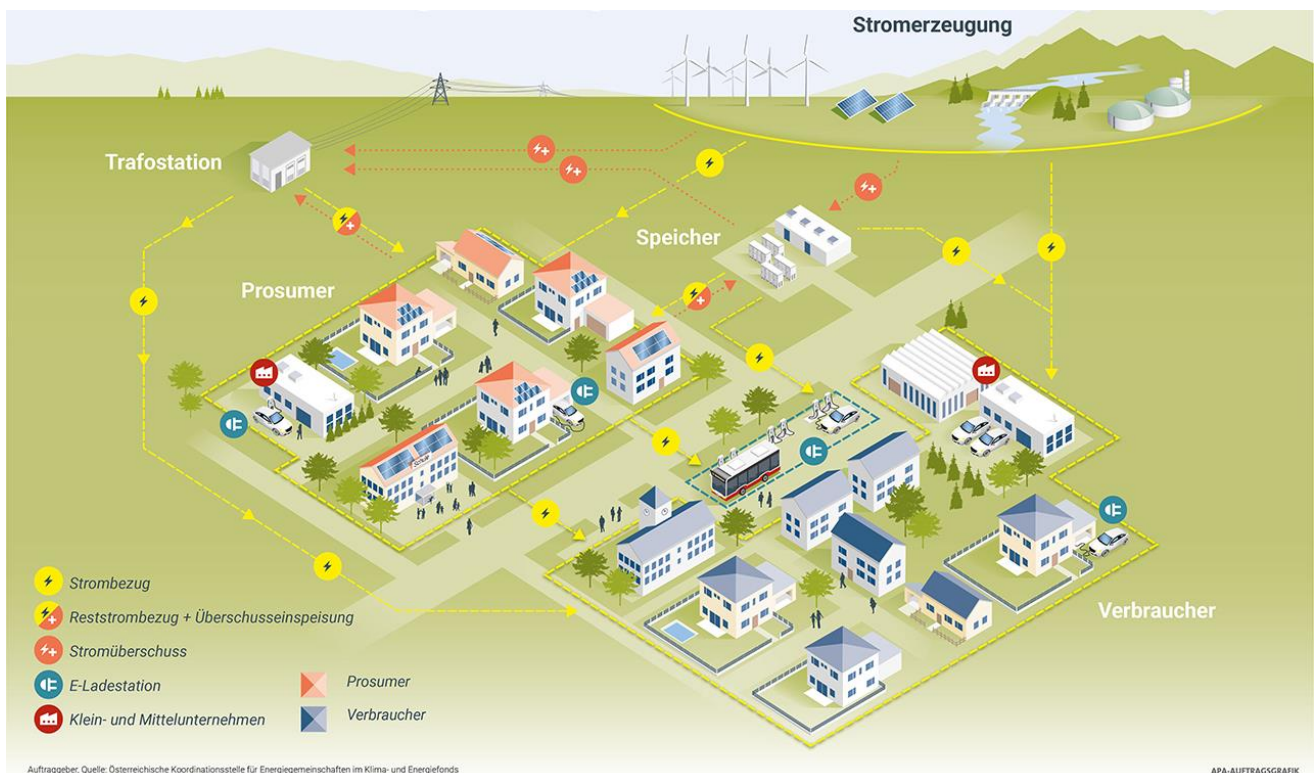 Stromerzeugung
Trafostation
Speicher
Prosumer
SCHULE
Verbraucher
Strombezug
Reststrombezug + Überschusseinspeisung
Stromüberschuss
E-Ladestation
Klein- und Mittelunternehmen
Prosumer
Verbraucher
Auftraggeber, Quelle: Österreichische Koordinationsstelle für Energiegemeinschaften im Klima- und Energiefonds
APA-AUFTRAGSGRAFIK